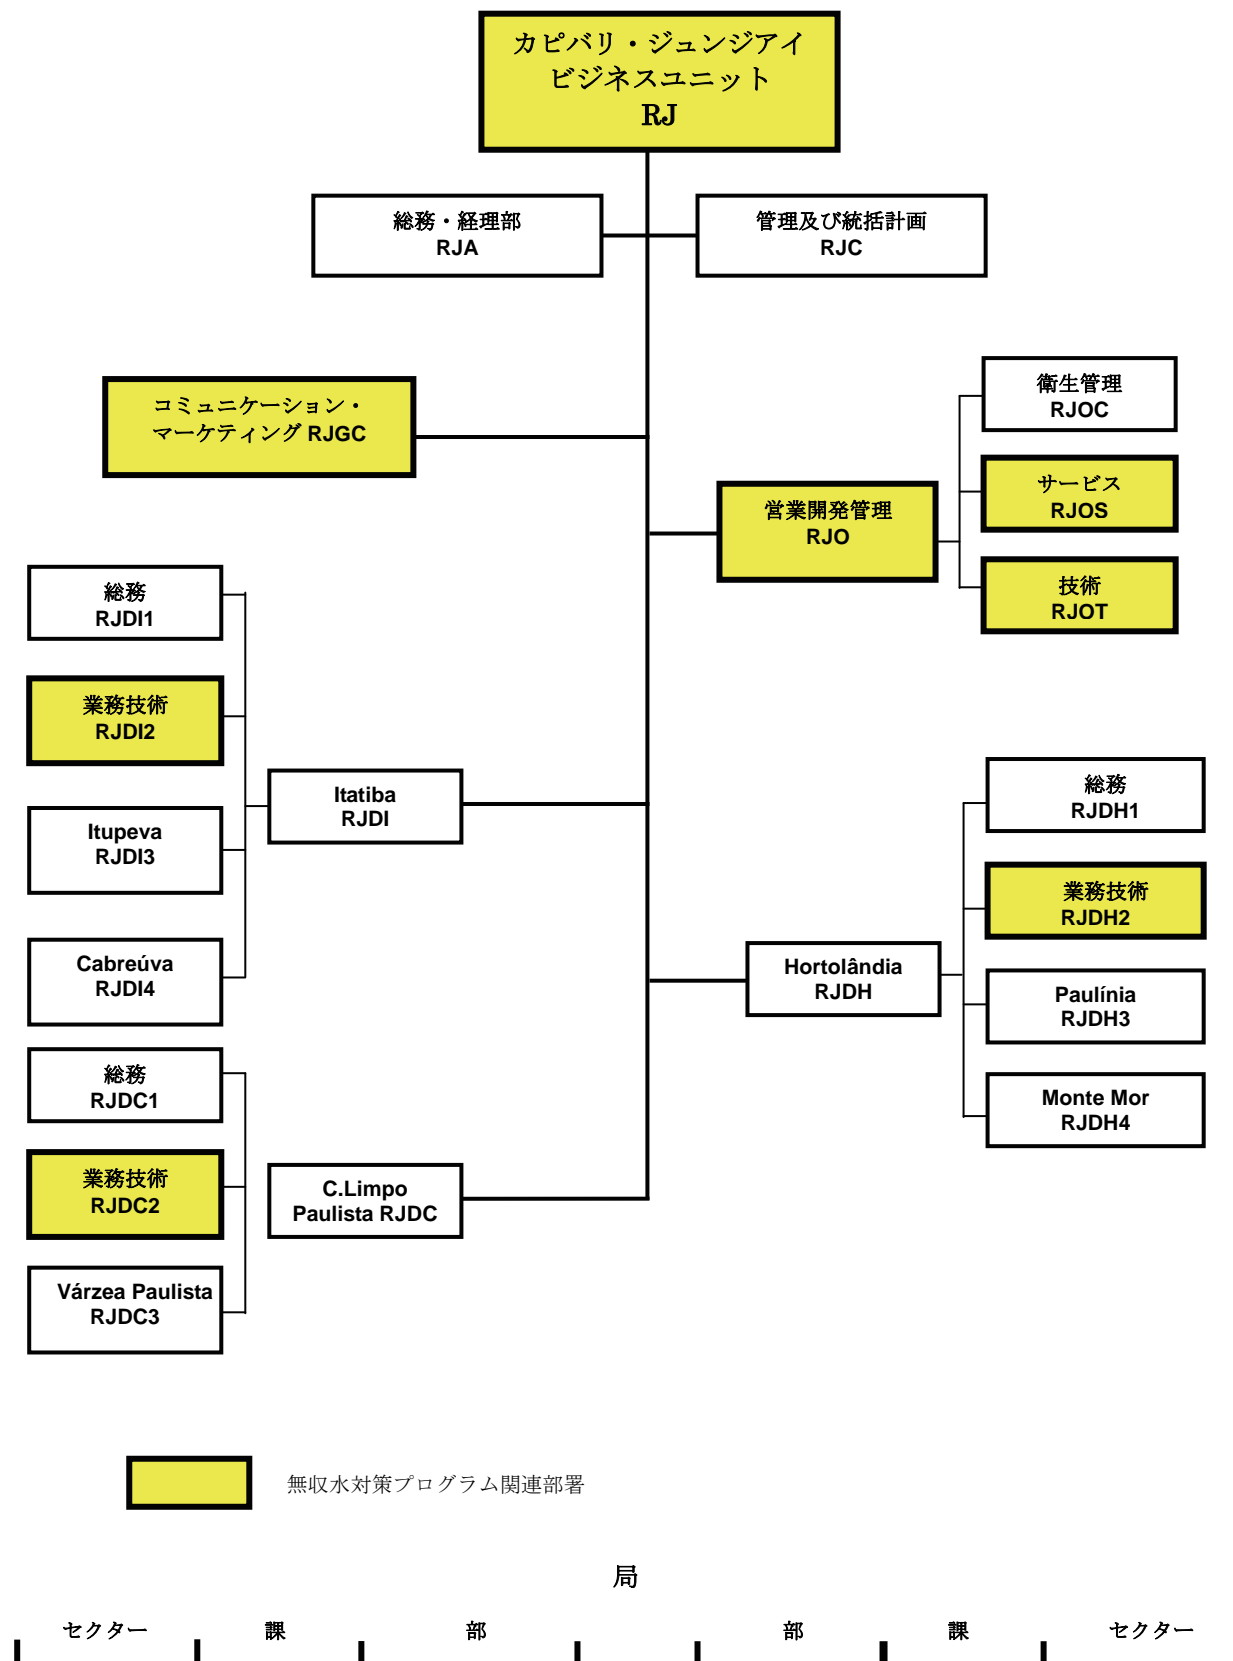 カピバリ・ジュンジアイ
ビジネスユニット
RJ
総務・経理部
RJA
管理及び統括計画
RJC
コミュニケーション・
マーケティング RJGC
衛生管理
RJOC
サービス
RJOS
営業開発管理
RJO
技術
RJOT
総務
RJDI1
業務技術
RJDI2
Itatiba
RJDI
Itupeva
RJDI3
Cabreúva
RJDI4
総務
RJDH1
業務技術
RJDH2
Hortolândia
RJDH
Paulínia
RJDH3
Monte Mor
RJDH4
総務
RJDC1
業務技術
RJDC2
C.Limpo
Paulista RJDC
Várzea Paulista
RJDC3
無収水対策プログラム関連部署
局
セクター 課 部 部 課 セクター